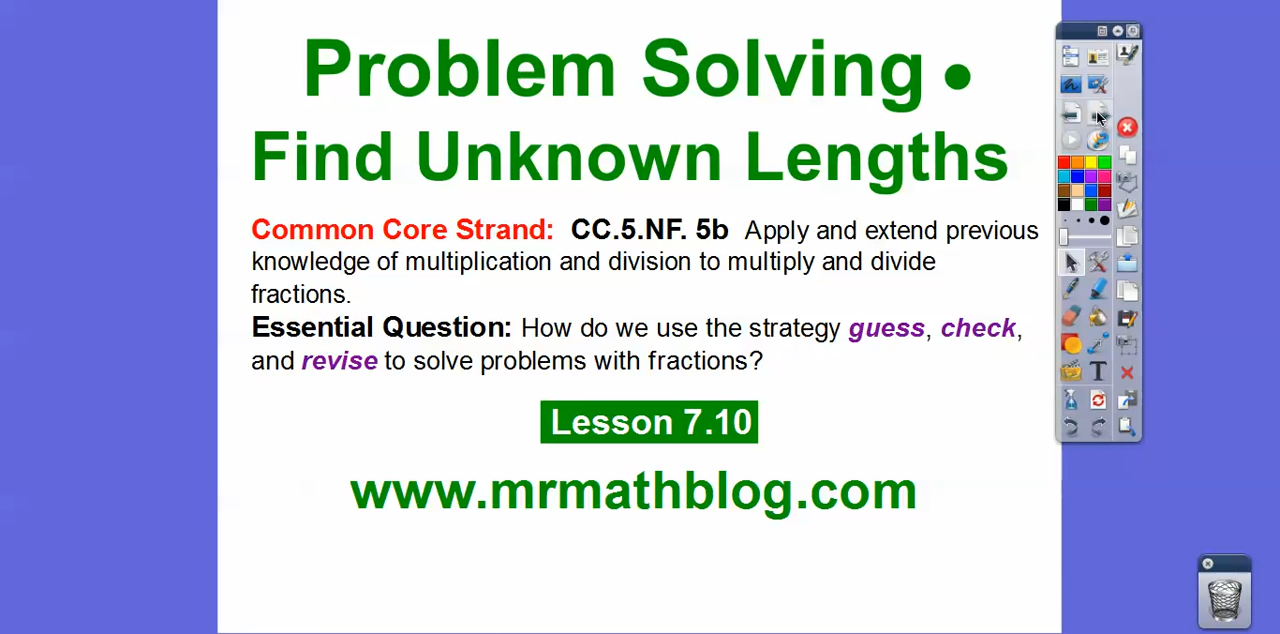 Problem Solving •
Find Unknown Lengths
Common Core Strand: CC.5.NF. 5b Apply and extend previous
knowledge of multiplication and division to multiply and divide
fractions.
Essential Question: How do we use the strategy guess, check,
and revise to solve problems with fractions?
Lesson 7.10
www.mrmathblog.com